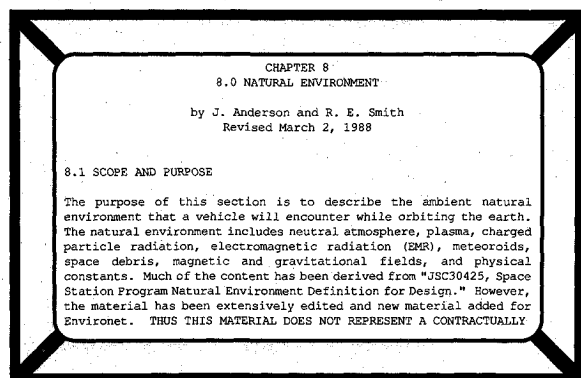 CHAPTER 8
8.0 NATURAL ENVIRONMENT
by J. Anderson and R. E. Smith
Revised March 2, 1988
8.1 SCOPE AND PURPOSE
The purpose of this section is to describe the ambient natural
environment that a vehicle will encounter while orbiting the earth.
The natural environment includes neutral atmosphere, plasma, charged
particle radiation, electromagnetic radiation (EMR), meteoroids,
space debris, magnetic and gravitational fields, and physical
constants. Much of the content has been derived from "JSC30425, Space
Station Program Natural Environment Definition for Design." However,
the material has been extensively edited and new material added for
Environet. THUS THIS MATERIAL DOES NOT REPRESENT A CONTRACTUALLY